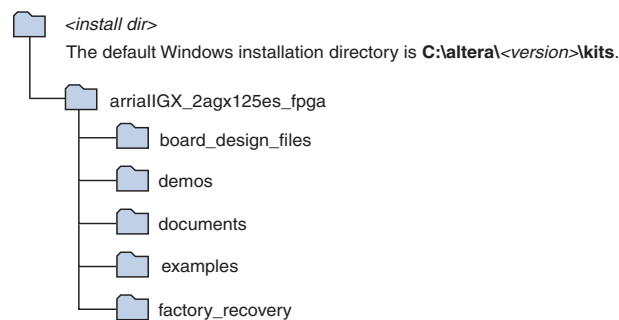 <install dir>
The default Windows installation directory is C:\altera\<version>\kits.
arriaIIGX_2agx125es_fpga
board_design_files
demos
documents
examples
factory_recovery